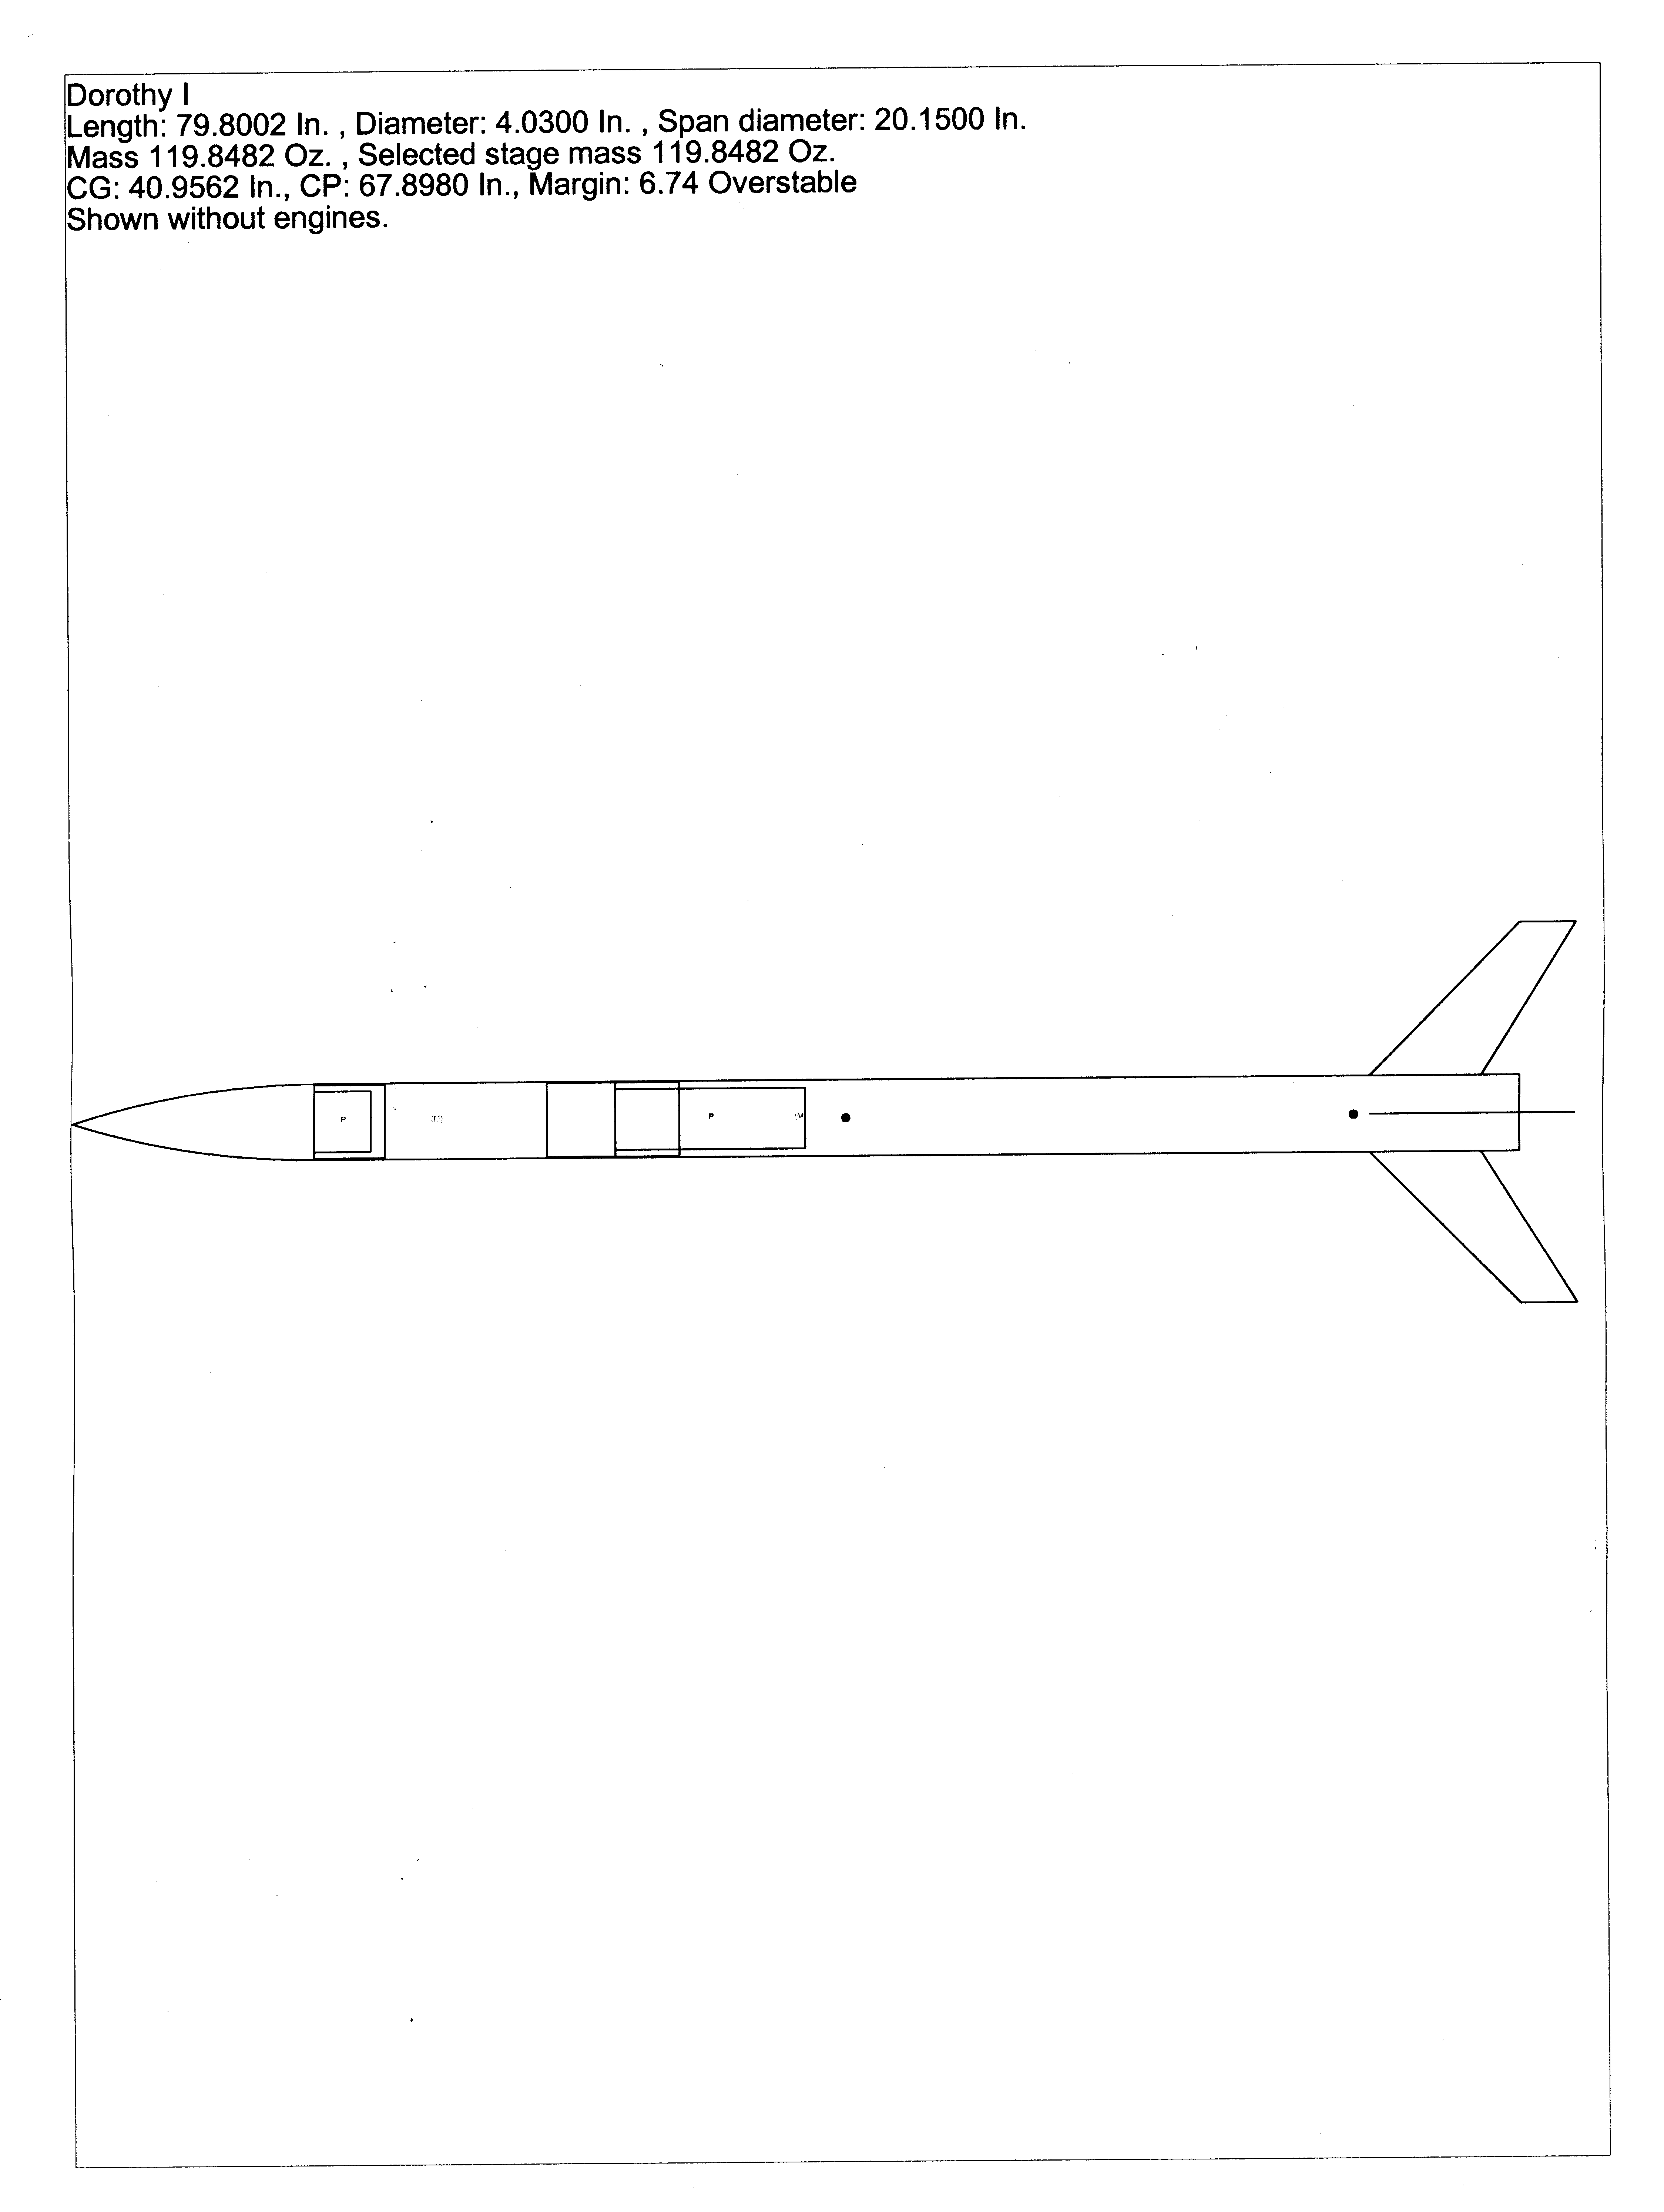 Dorothy I
Length: 79.8002 In. , Diameter: 4.0300 In. , Span diameter: 20.1500 In.
Mass 119.8482 Oz. , Selected stage mass 119.8482 Oz.
CG: 40.9562 In., CP: 67.8980 In., Margin: 6.74 Overstable
Shown without engines.
P
P